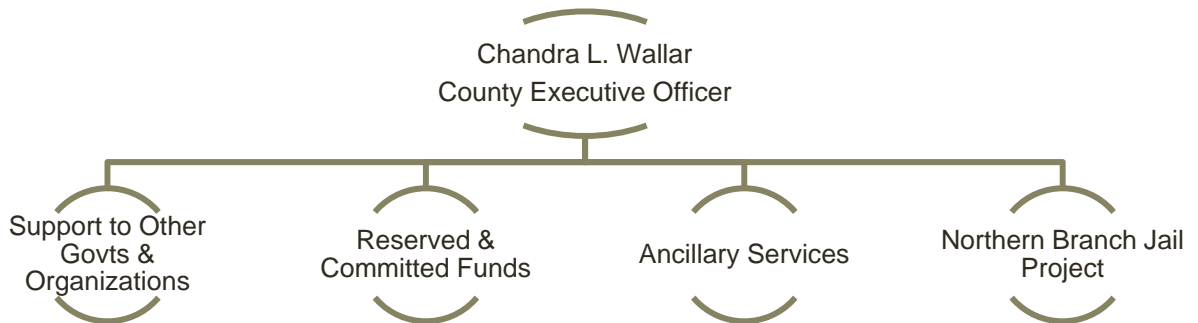 Chandra L. Wallar
County Executive Officer
Support to Other
Govts &
Organizations
Reserved &
Committed Funds
Ancillary Services
Northern Branch Jail
Project